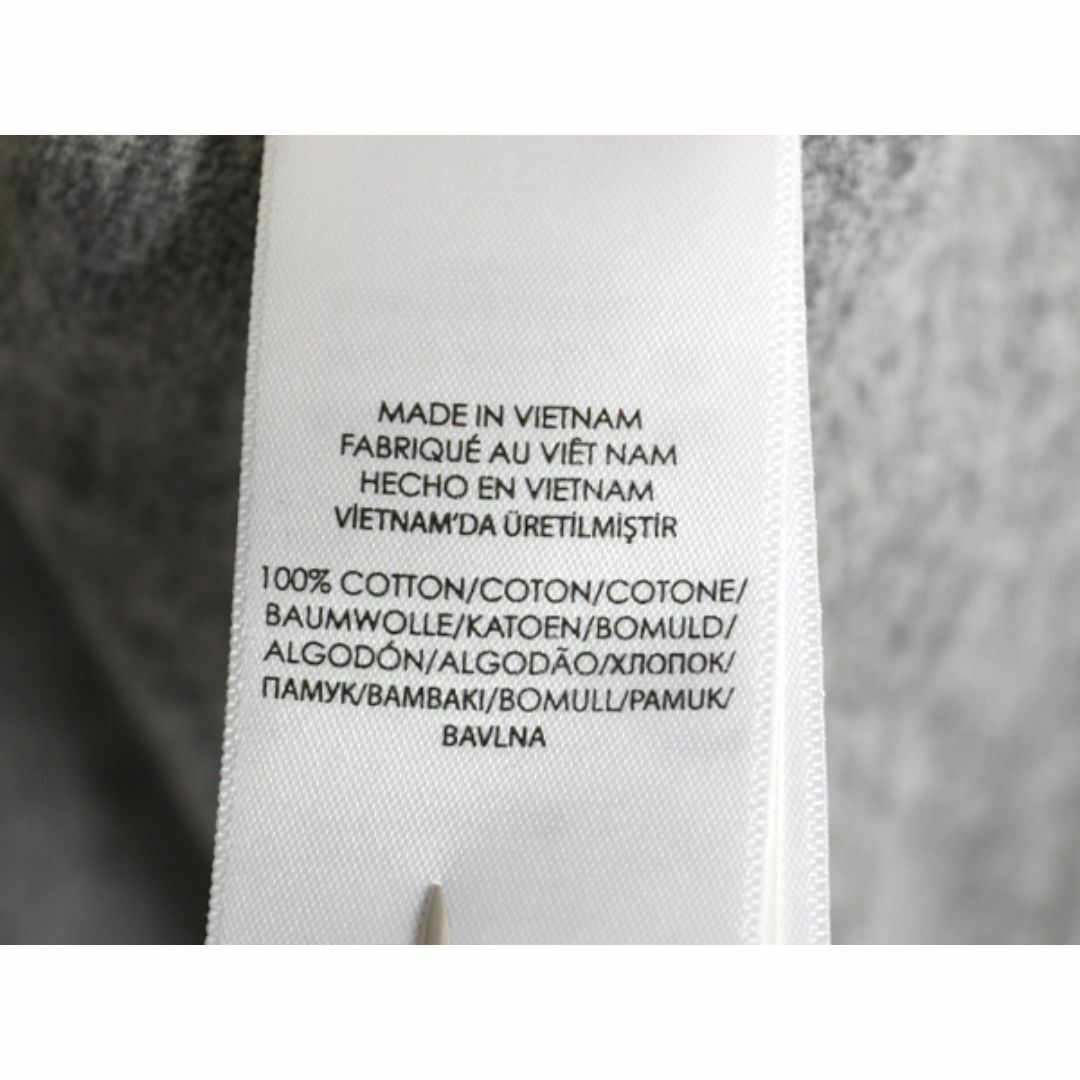 MADE IN VIETNAM
FABRIQUÉ AU VIÊT NAM
HECHO EN VIETNAM
VİETNAM'DA ÜRETİLMİŞTİR
100% COTTON/COTON/COTONE/
BAUMWOLLE/KATOEN/BOMULD/
ALGODÓN/ALGODÃO/ХЛОПОК/
ПАМУК/ΒΑΜΒΑΚΙ/BOMULL/PAMUK/
BAVLNA